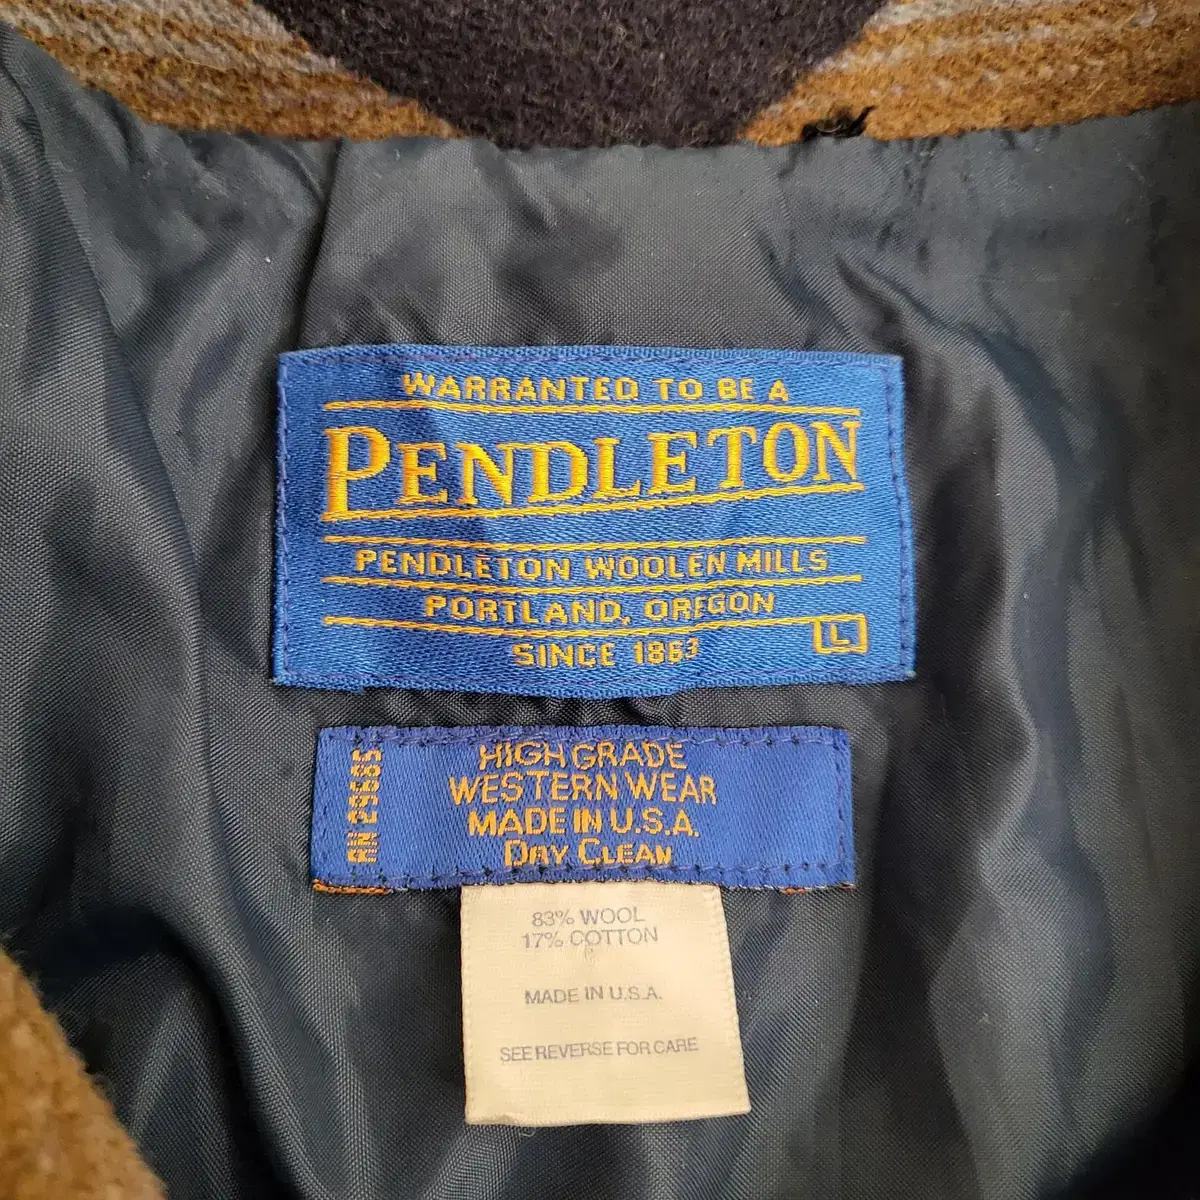 WARRANTED TO BE A
PENDLETON
PENDLETON WOOLEN MILLS
PORTLAND, OREGON
SINCE 1863
L
RN 29685
HIGH GRADE
WESTERN WEAR
MADE IN U.S.A.
DRY CLEAN
83% WOOL
17% COTTON
MADE IN U.S.A.
SEE REVERSE FOR CARE